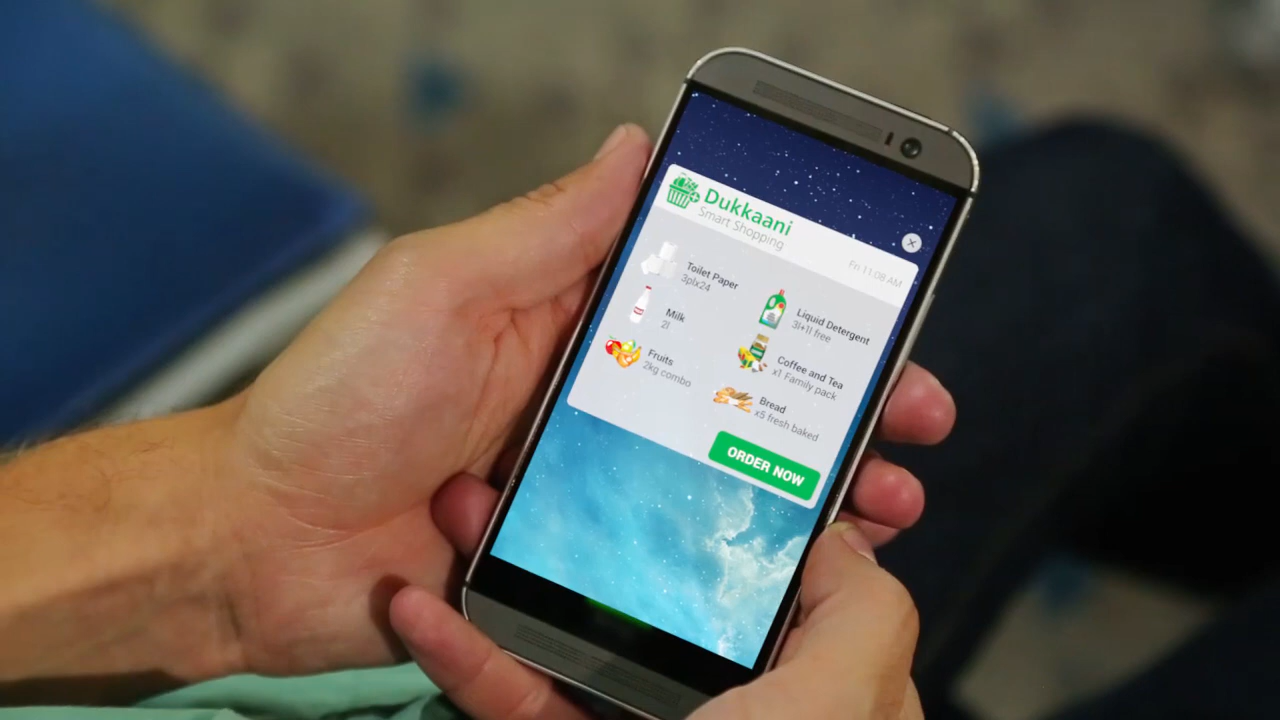 Dukkaani
Smart Shopping
Fri 11:08 AM
Toilet Paper
3plx24
Milk
2l
Fruits
2kg combo
Liquid Detergent
3l+1l free
Coffee and Tea
x1 Family pack
Bread
x5 fresh baked
ORDER NOW